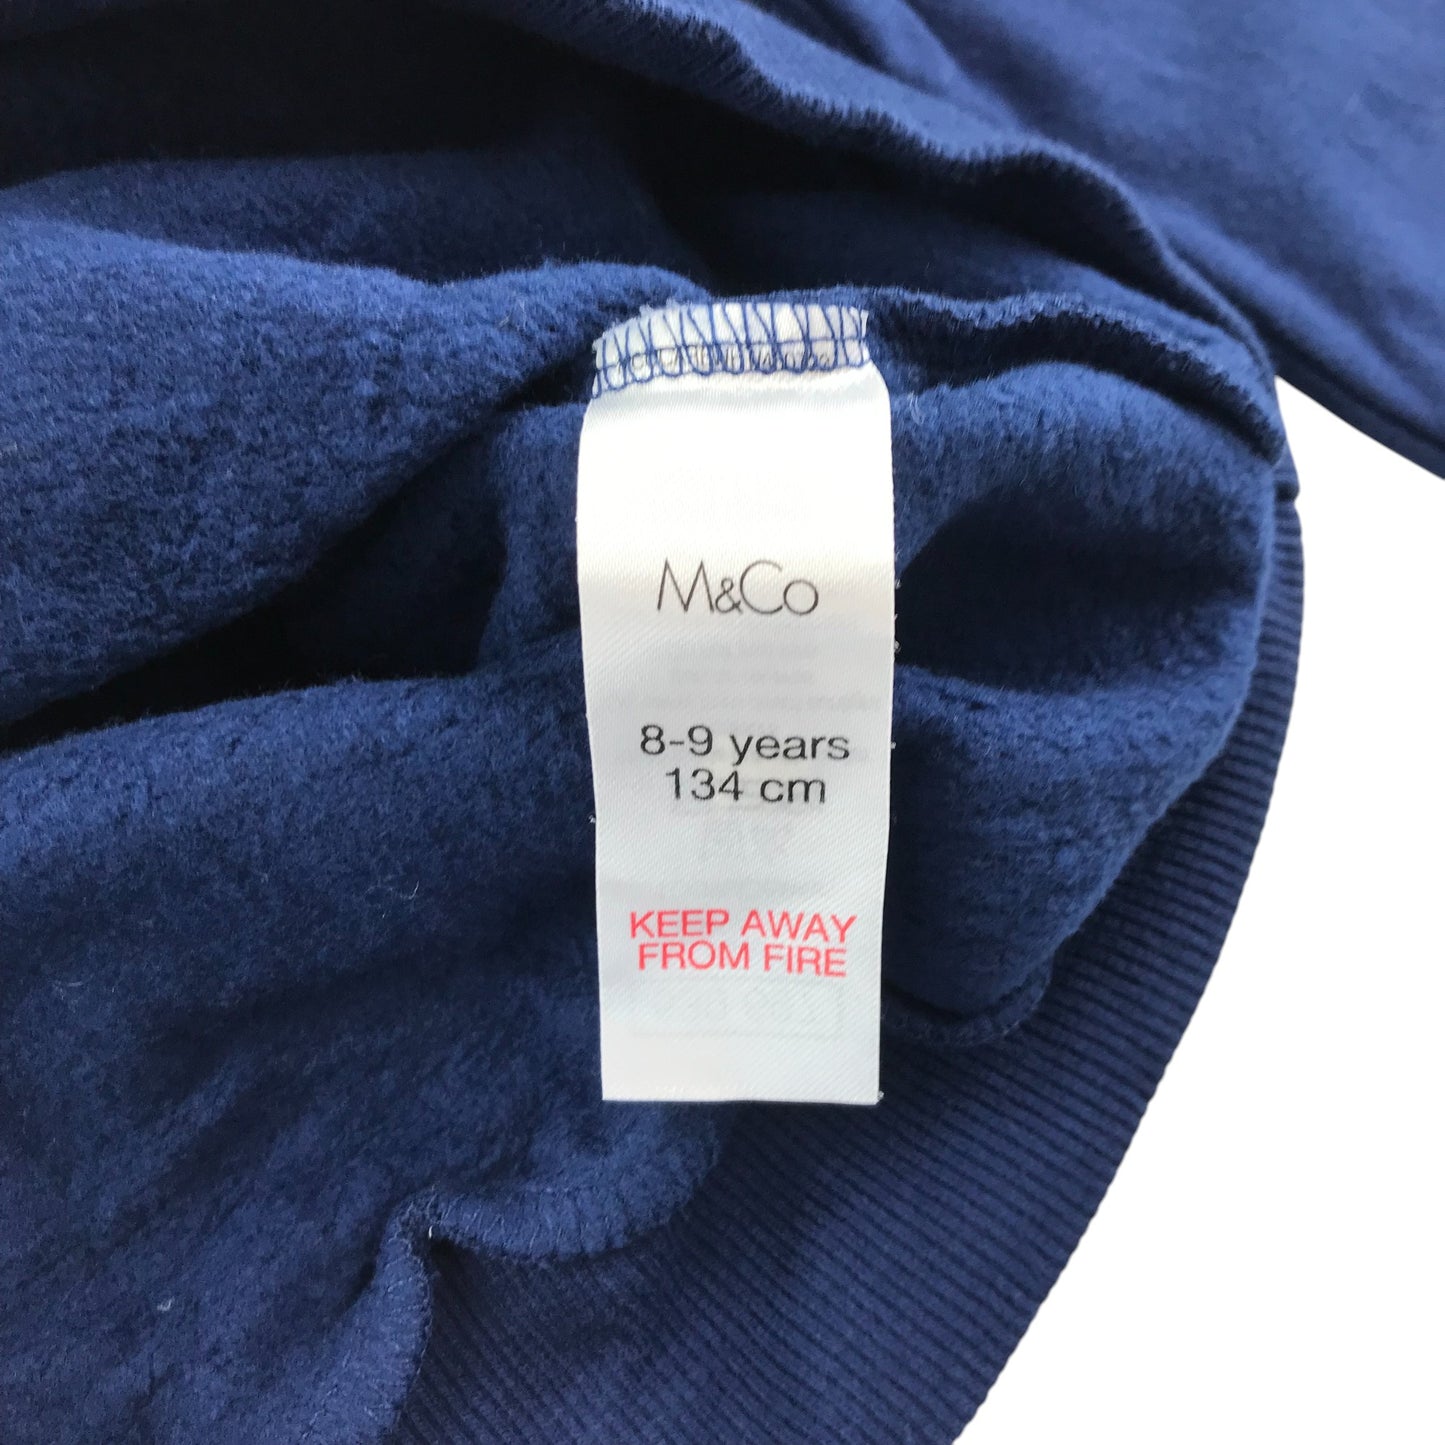 M&Co
8-9 years
134 cm
KEEP AWAY
FROM FIRE